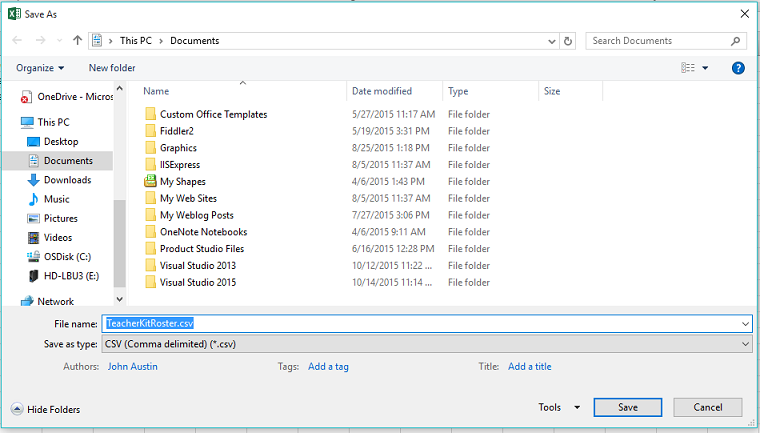 Save As
This PC > Documents
Search Documents
Organize
New folder
Name Date modified Type Size
OneDrive - Micros
This PC
Desktop
Documents
Downloads
Music
Pictures
Videos
OSDisk (C:)
HD-LBU3 (E:)
Network
Custom Office Templates 5/27/2015 11:17 AM File folder
Fiddler2 5/19/2015 3:31 PM File folder
Graphics 8/25/2015 1:18 PM File folder
IISExpress 8/5/2015 11:37 AM File folder
My Shapes 4/6/2015 1:43 PM File folder
My Web Sites 8/5/2015 11:37 AM File folder
My Weblog Posts 7/27/2015 3:06 PM File folder
OneNote Notebooks 4/6/2015 9:11 AM File folder
Product Studio Files 6/16/2015 12:28 PM File folder
Visual Studio 2013 10/12/2015 11:22 ... File folder
Visual Studio 2015 10/14/2015 11:14 ... File folder
File name: TeacherKitRoster.csv
Save as type: CSV (Comma delimited) (*.csv)
Authors: John Austin Tags: Add a tag Title: Add a title
Hide Folders
Tools
Save
Cancel